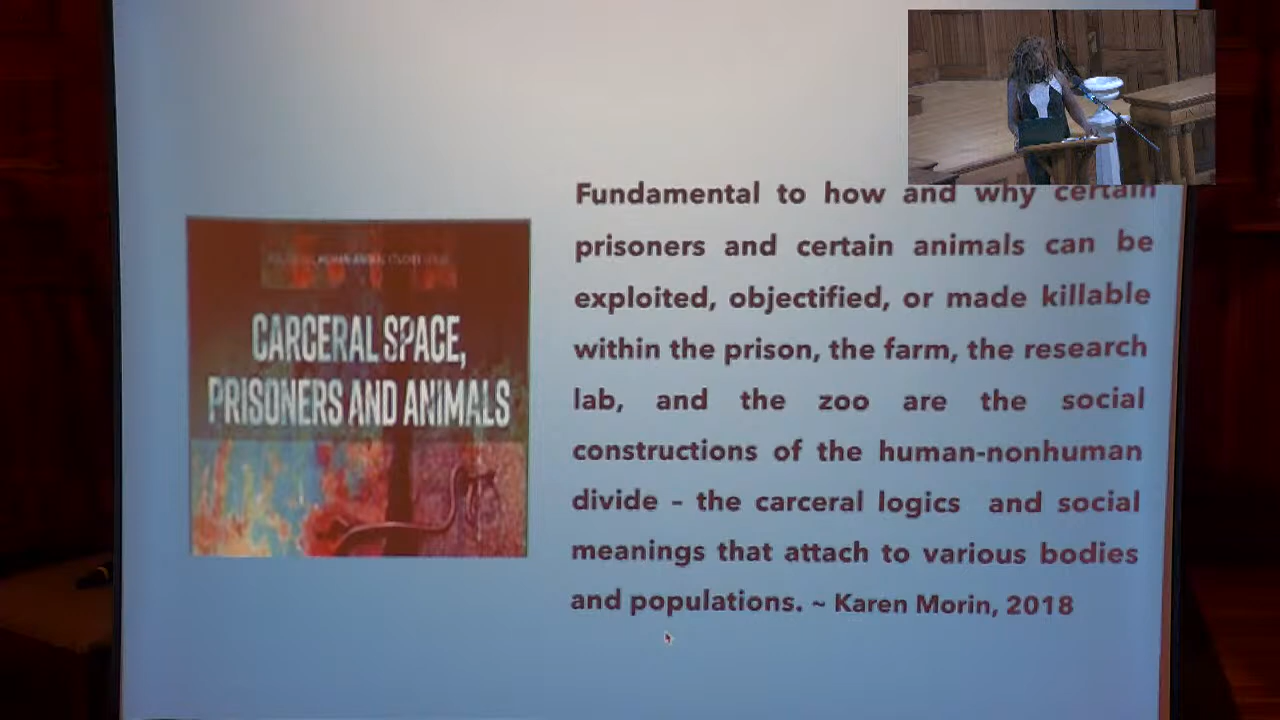 CARCERAL SPACE,
PRISONERS AND ANIMALS
Fundamental to how and why certain
prisoners and certain animals can be
exploited, objectified, or made killable
within the prison, the farm, the research
lab, and the zoo are the social
constructions of the human-nonhuman
divide – the carceral logics and social
meanings that attach to various bodies
and populations. ~ Karen Morin, 2018